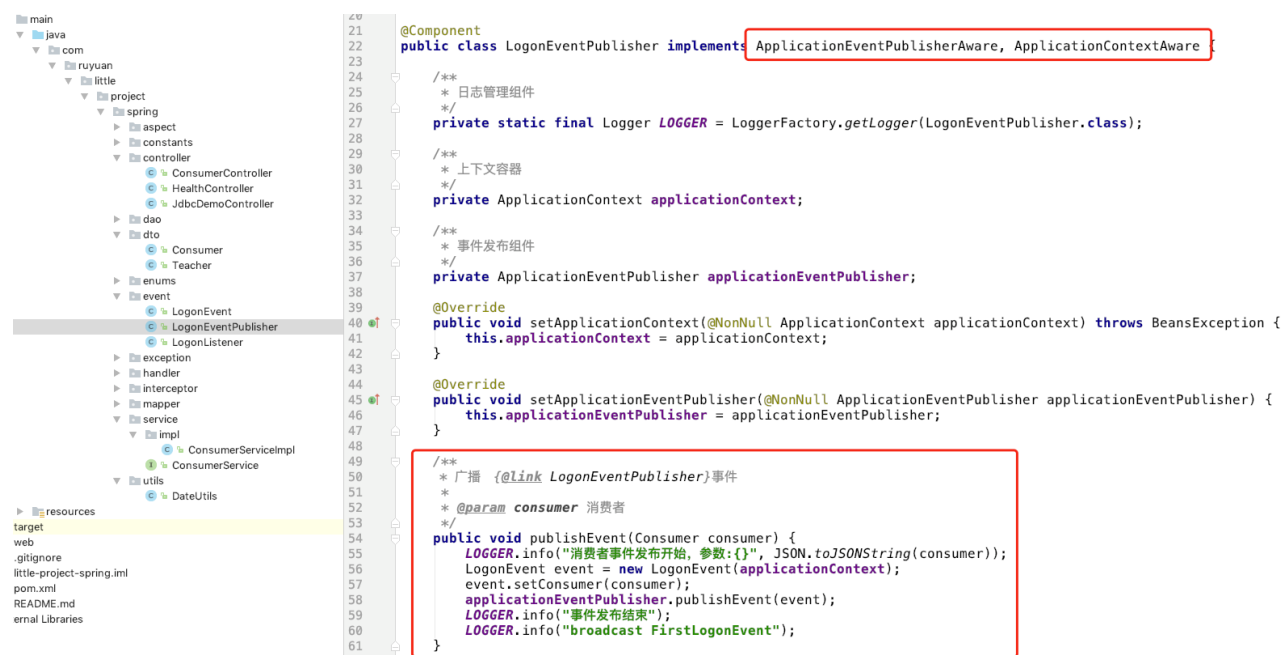 main
java
com
ruyuan
little
project
spring
aspect
constants
controller
ConsumerController
HealthController
JdbcDemoController
dao
dto
Consumer
Teacher
enums
event
LogonEvent
LogonEventPublisher
LogonListener
exception
handler
interceptor
mapper
service
impl
ConsumerServiceImpl
ConsumerService
utils
DateUtils
resources
target
web
.gitignore
little-project-spring.iml
pom.xml
README.md
ernal Libraries
20
21 @Component
22 public class LogonEventPublisher implements ApplicationEventPublisherAware, ApplicationContextAware {
23
24 /**
25 * 日志管理组件
26 */
27 private static final Logger LOGGER = LoggerFactory.getLogger(LogonEventPublisher.class);
28
29 /**
30 * 上下文容器
31 */
32 private ApplicationContext applicationContext;
33
34 /**
35 * 事件发布组件
36 */
37 private ApplicationEventPublisher applicationEventPublisher;
38
39 @Override
40 public void setApplicationContext(@NonNull ApplicationContext applicationContext) throws BeansException {
41 this.applicationContext = applicationContext;
42 }
43
44 @Override
45 public void setApplicationEventPublisher(@NonNull ApplicationEventPublisher applicationEventPublisher) {
46 this.applicationEventPublisher = applicationEventPublisher;
47 }
48
49 /**
50 * 广播 {@link LogonEventPublisher}事件
51 *
52 * @param consumer 消费者
53 */
54 public void publishEvent(Consumer consumer) {
55 LOGGER.info("消费者事件发布开始，参数:{}", JSON.toJSONString(consumer));
56 LogonEvent event = new LogonEvent(applicationContext);
57 event.setConsumer(consumer);
58 applicationEventPublisher.publishEvent(event);
59 LOGGER.info("事件发布结束");
60 LOGGER.info("broadcast FirstLogonEvent");
61 }